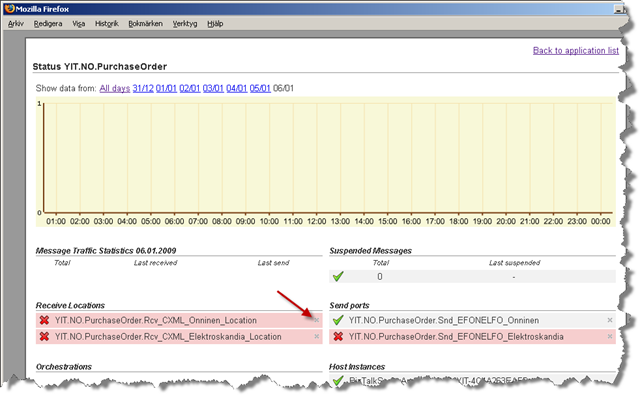 Mozilla Firefox
Arkiv Redigera Visa Historik Bokmärken Verktyg Hjälp
Back to application list
Status YIT.NO.PurchaseOrder
Show data from: All days 31/12 01/01 02/01 03/01 04/01 05/01 06/01
1
0
01:00 02:00 03:00 04:00 05:00 06:00 07:00 08:00 09:00 10:00 11:00 12:00 13:00 14:00 15:00 16:00 17:00 18:00 19:00 20:00 21:00 22:00 23:00 00:00
Message Traffic Statistics 06.01.2009
Total Last received Last send
Suspended Messages
Total Last suspended
0 -
Receive Locations
YIT.NO.PurchaseOrder.Rcv_CXML_Onninen_Location
YIT.NO.PurchaseOrder.Rcv_CXML_Elektroskandia_Location
Send ports
YIT.NO.PurchaseOrder.Snd_EFONELFO_Onninen
YIT.NO.PurchaseOrder.Snd_EFONELFO_Elektroskandia
Orchestrations
Host Instances